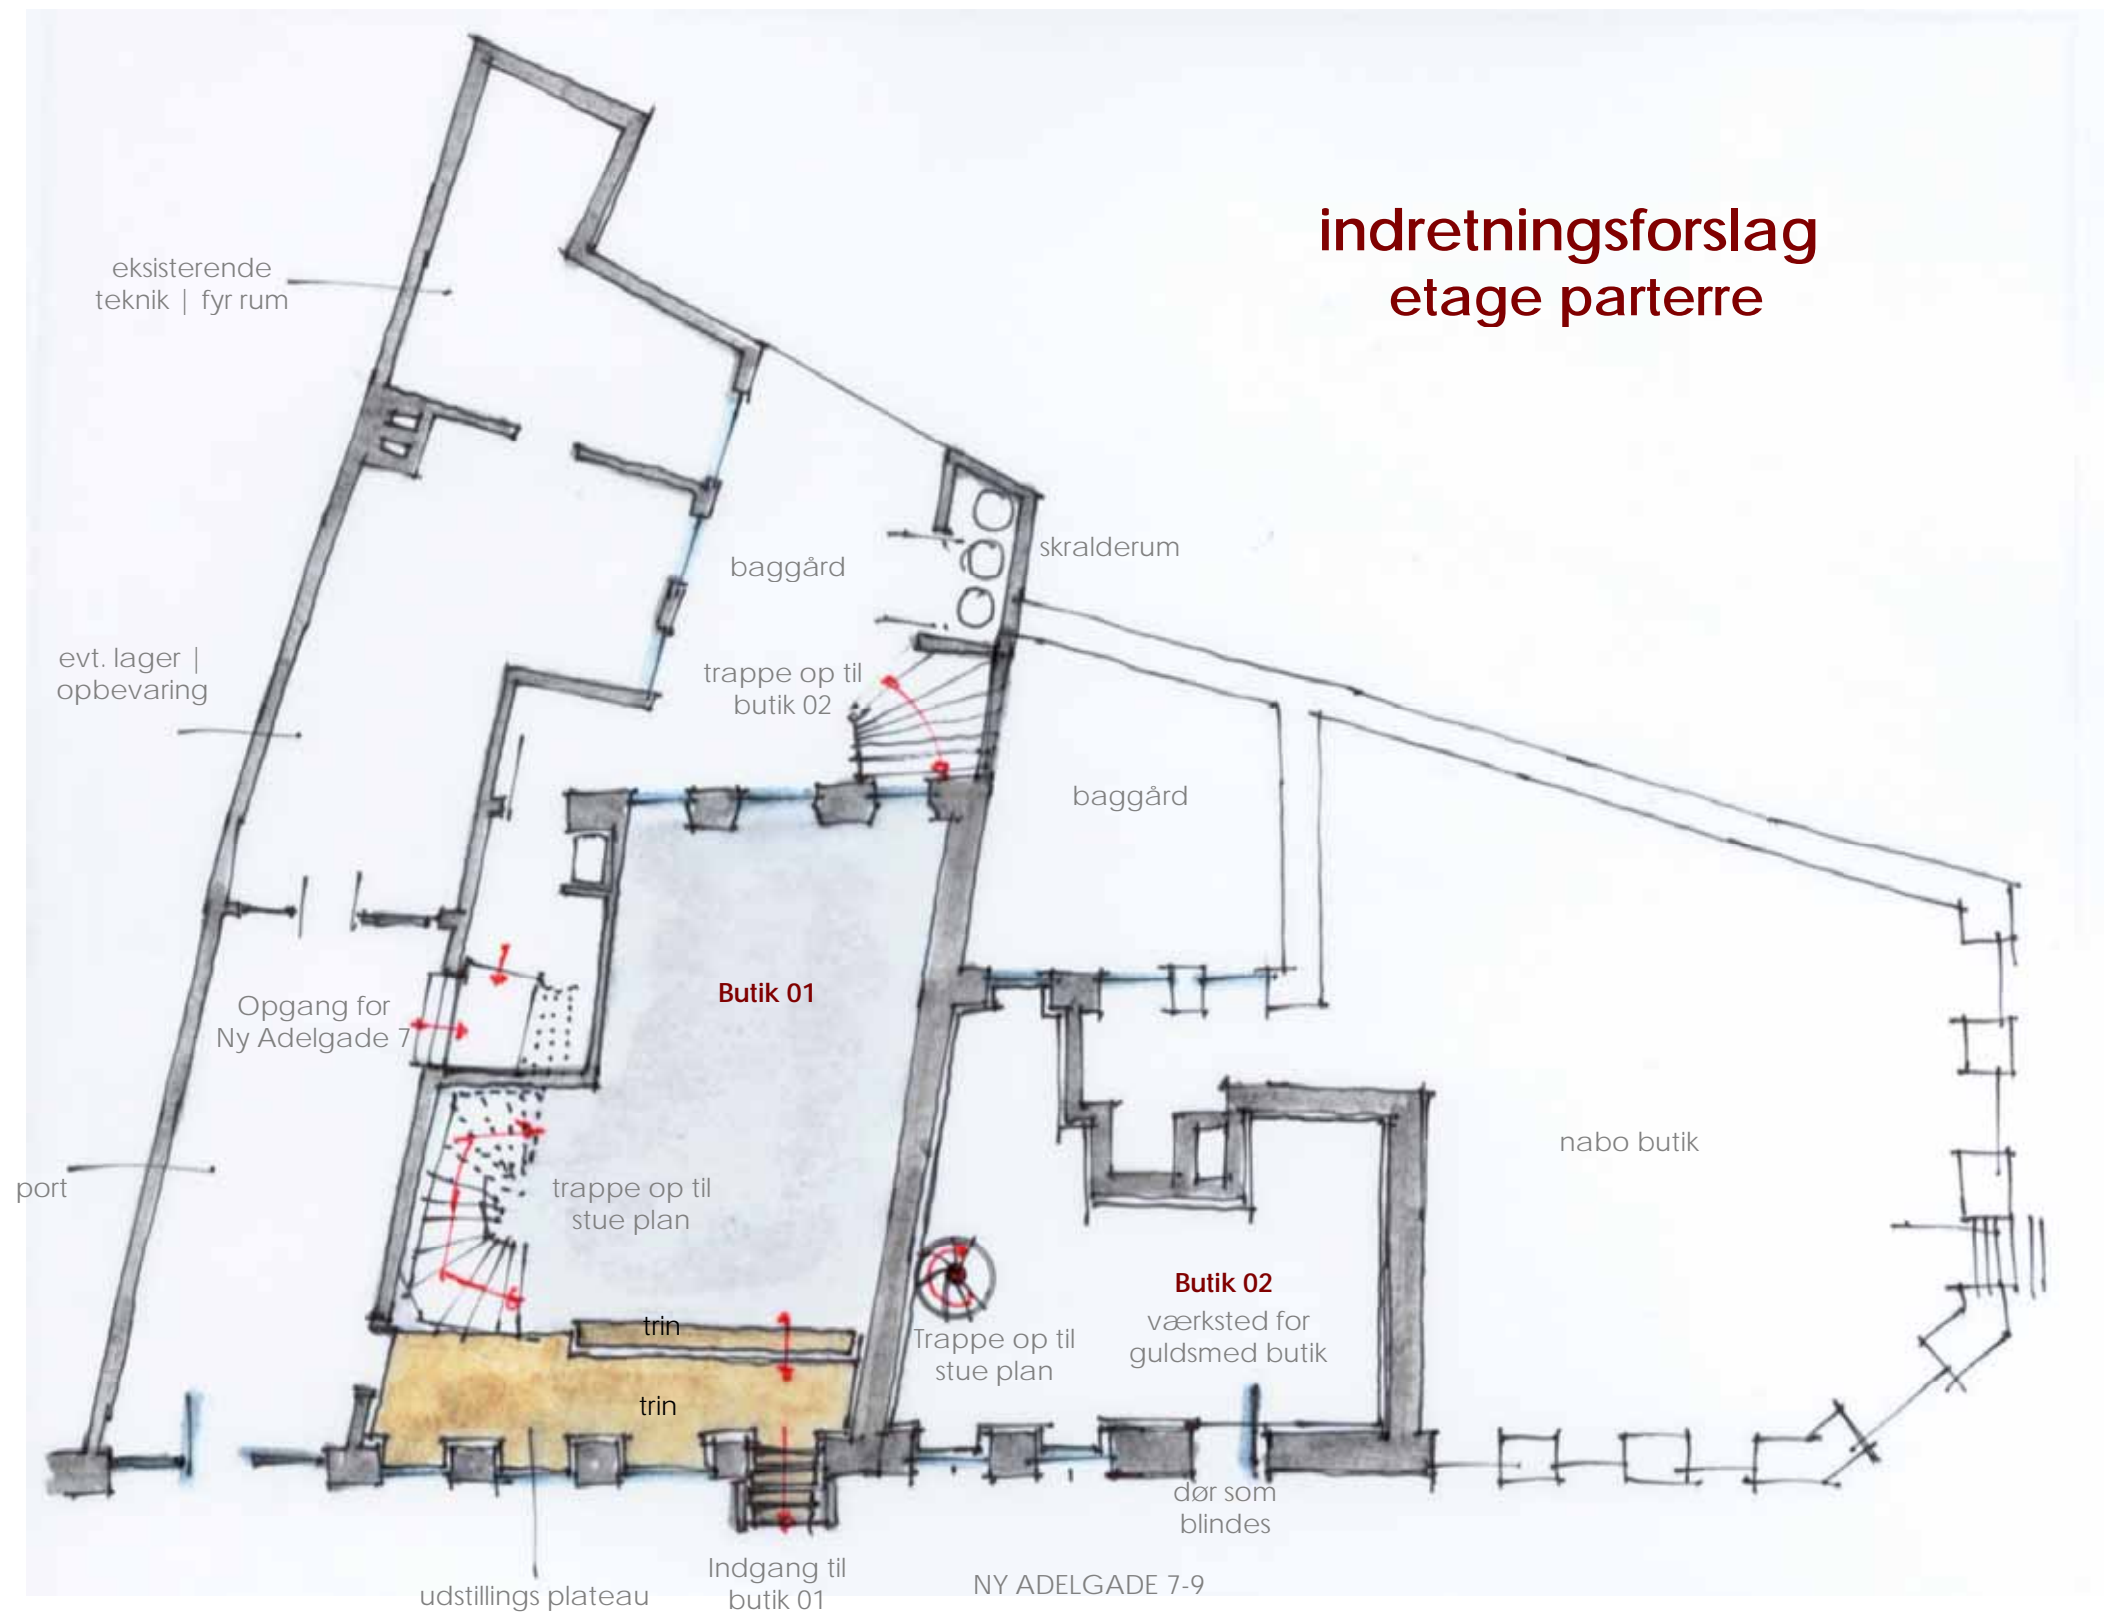 indretningsforslag
etage parterre
eksisterende
teknik | fyr rum
baggård
skralderum
evt. lager |
opbevaring
trappe op til
butik 02
baggård
Butik 01
Opgang for
Ny Adelgade 7
nabo butik
port
trappe op til
stue plan
Butik 02
værksted for
guldsmed butik
trin
Trappe op til
stue plan
trin
dør som
blindes
Indgang til
butik 01
udstillings plateau
NY ADELGADE 7-9